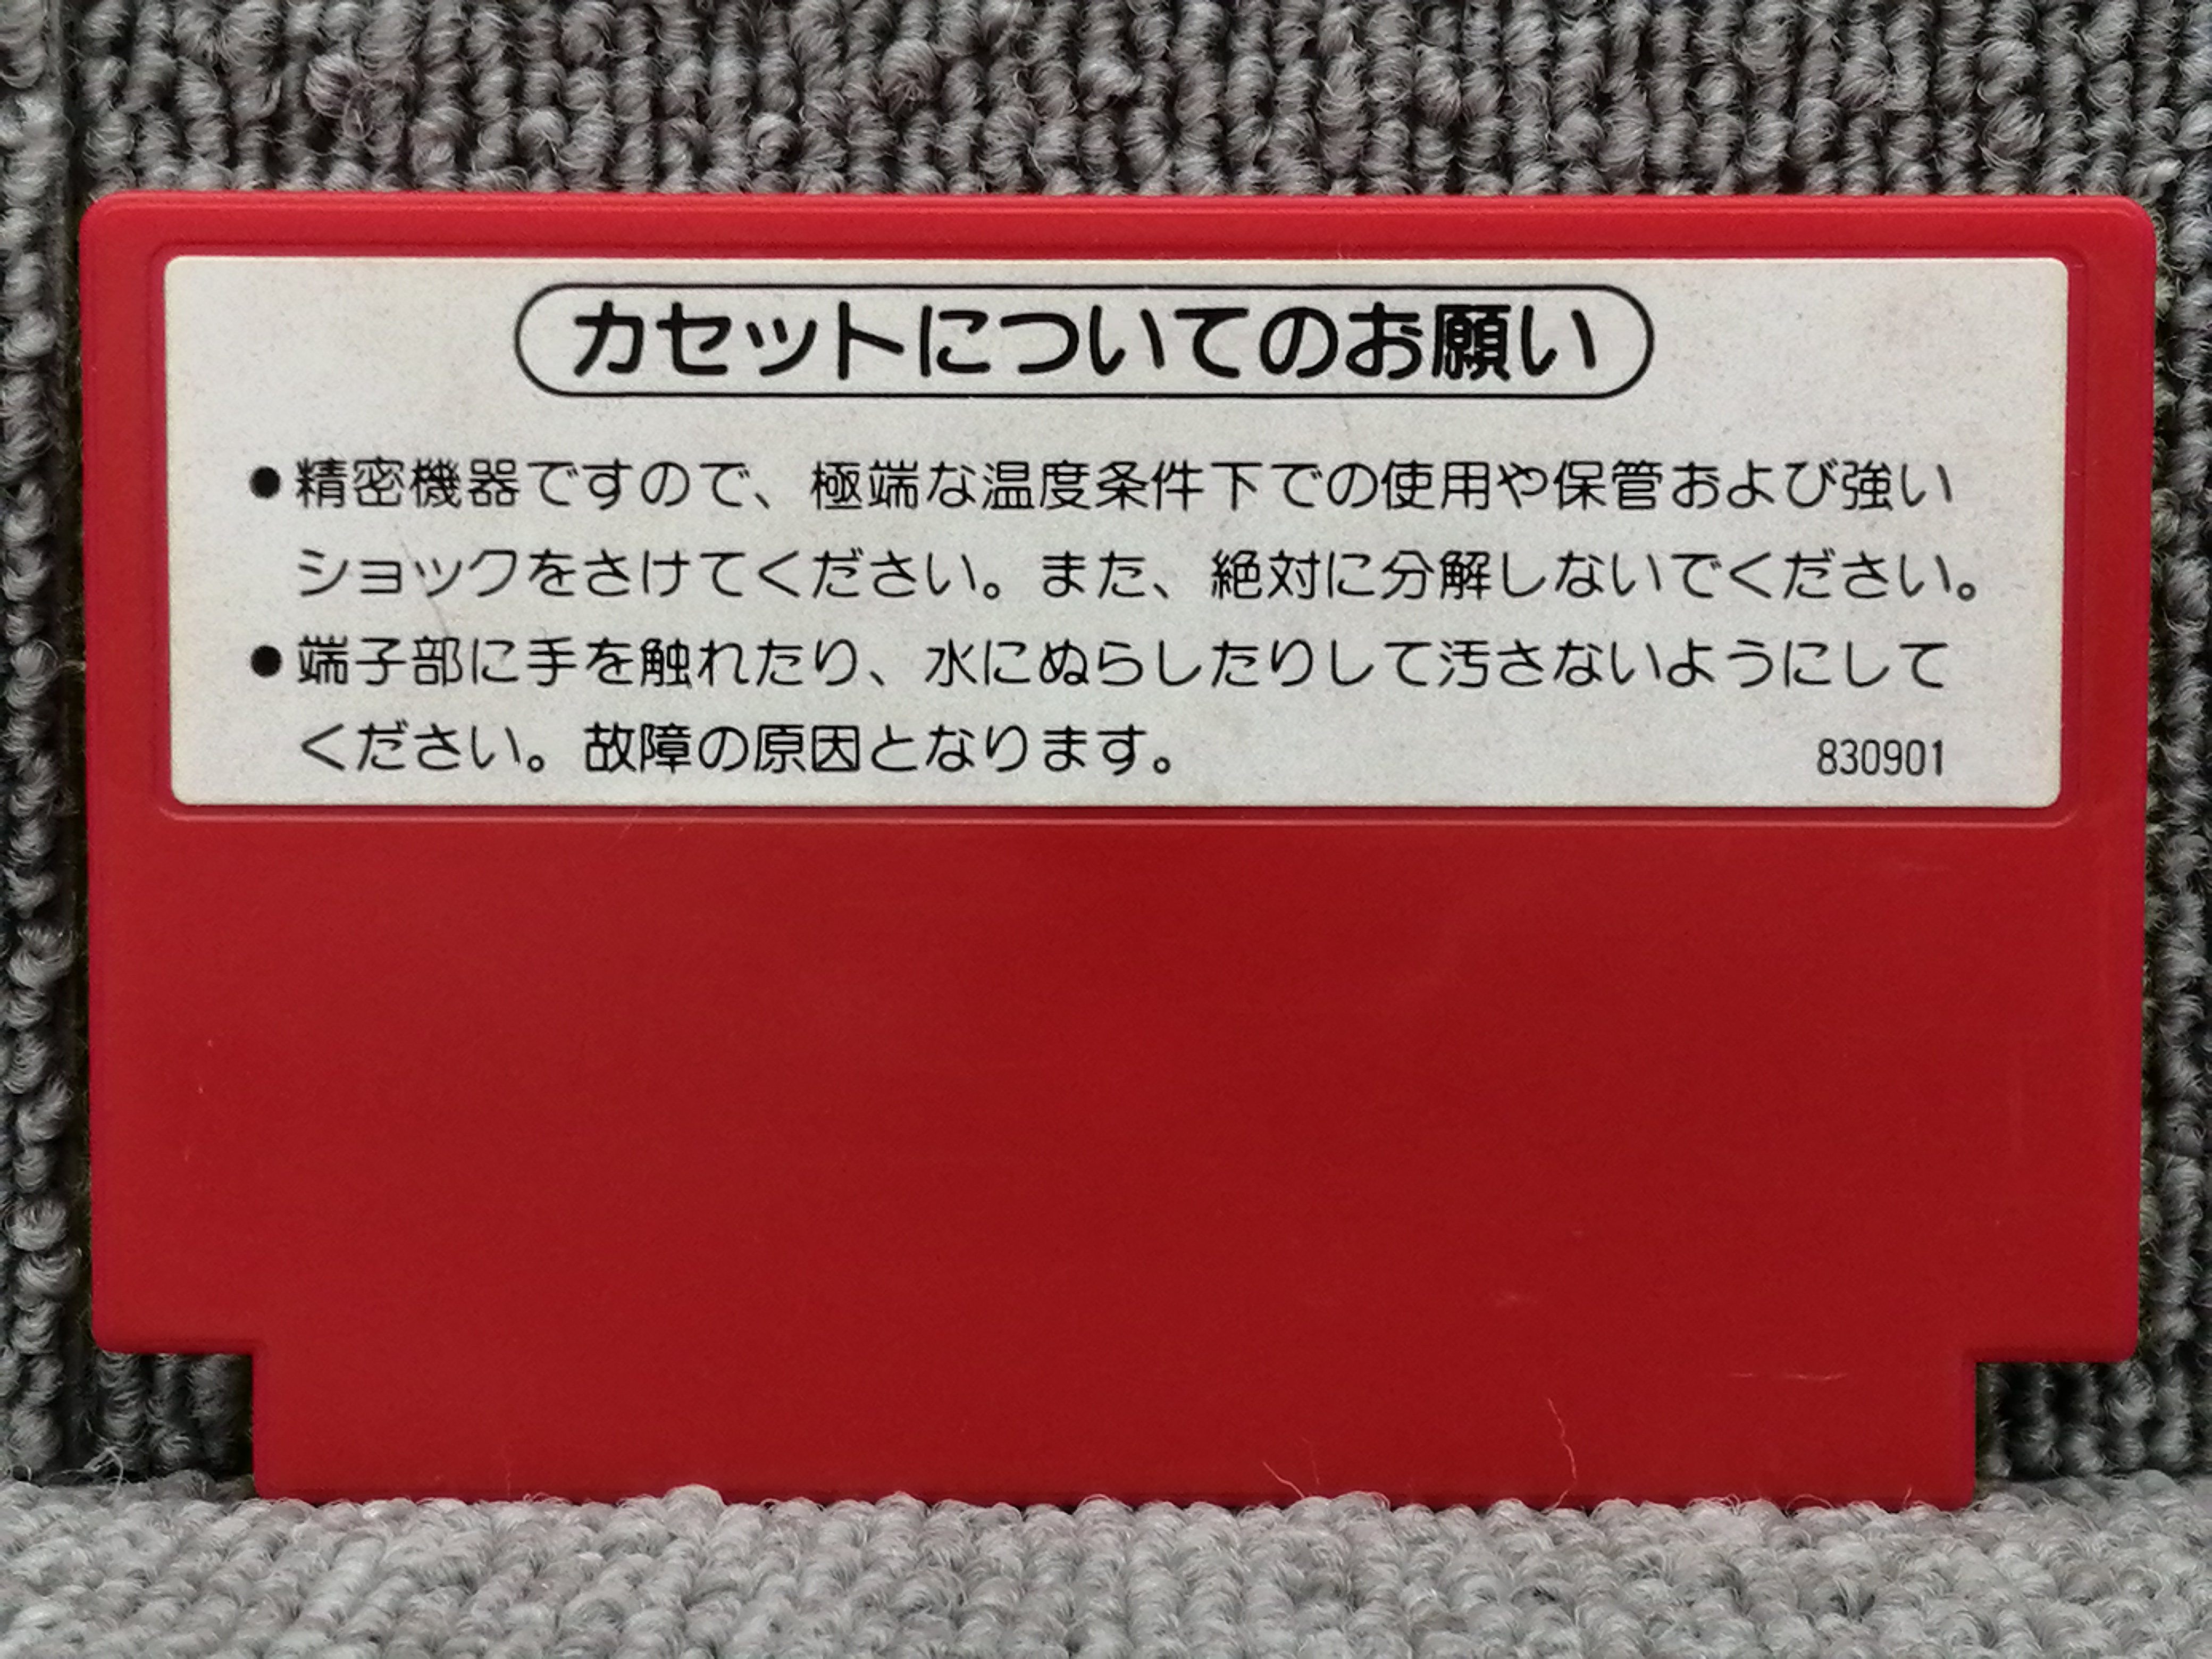 カセットについてのお願い
●精密機器ですので、極端な温度条件下での使用や保管および強い
ショックをさけてください。また、絶対に分解しないでください。
●端子部に手を触れたり、水にぬらしたりして汚さないようにして
ください。故障の原因となります。 830901